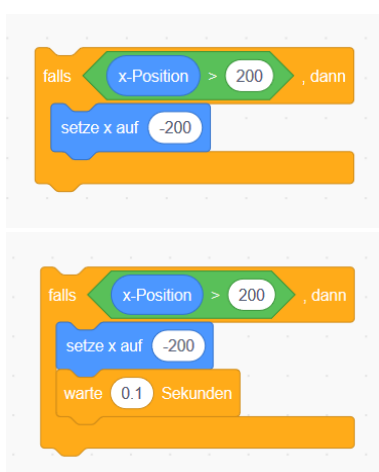 falls x-Position > 200 , dann
setze x auf -200
falls x-Position > 200 , dann
setze x auf -200
warte 0.1 Sekunden